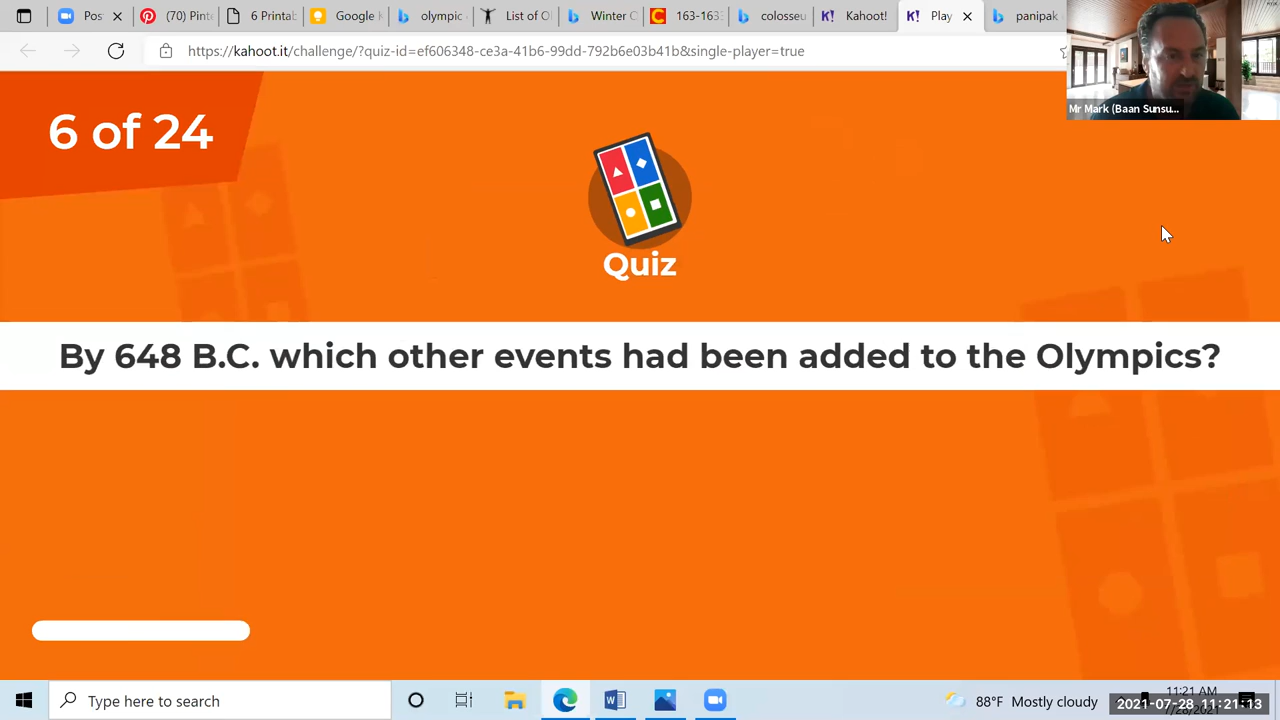 Pos
(70) Pint
6 Printab
Google K
olympic
List of O
Winter O
163-163
colosseu
Kahoot!
Play
panipak
https://kahoot.it/challenge/?quiz-id=ef606348-ce3a-41b6-99dd-792b6e03b41b&single-player=true
Mr Mark (Baan Sunsu...
6 of 24
Quiz
By 648 B.C. which other events had been added to the Olympics?
Type here to search
88°F Mostly cloudy
11:21 AM
2021-07-28 11:21:13